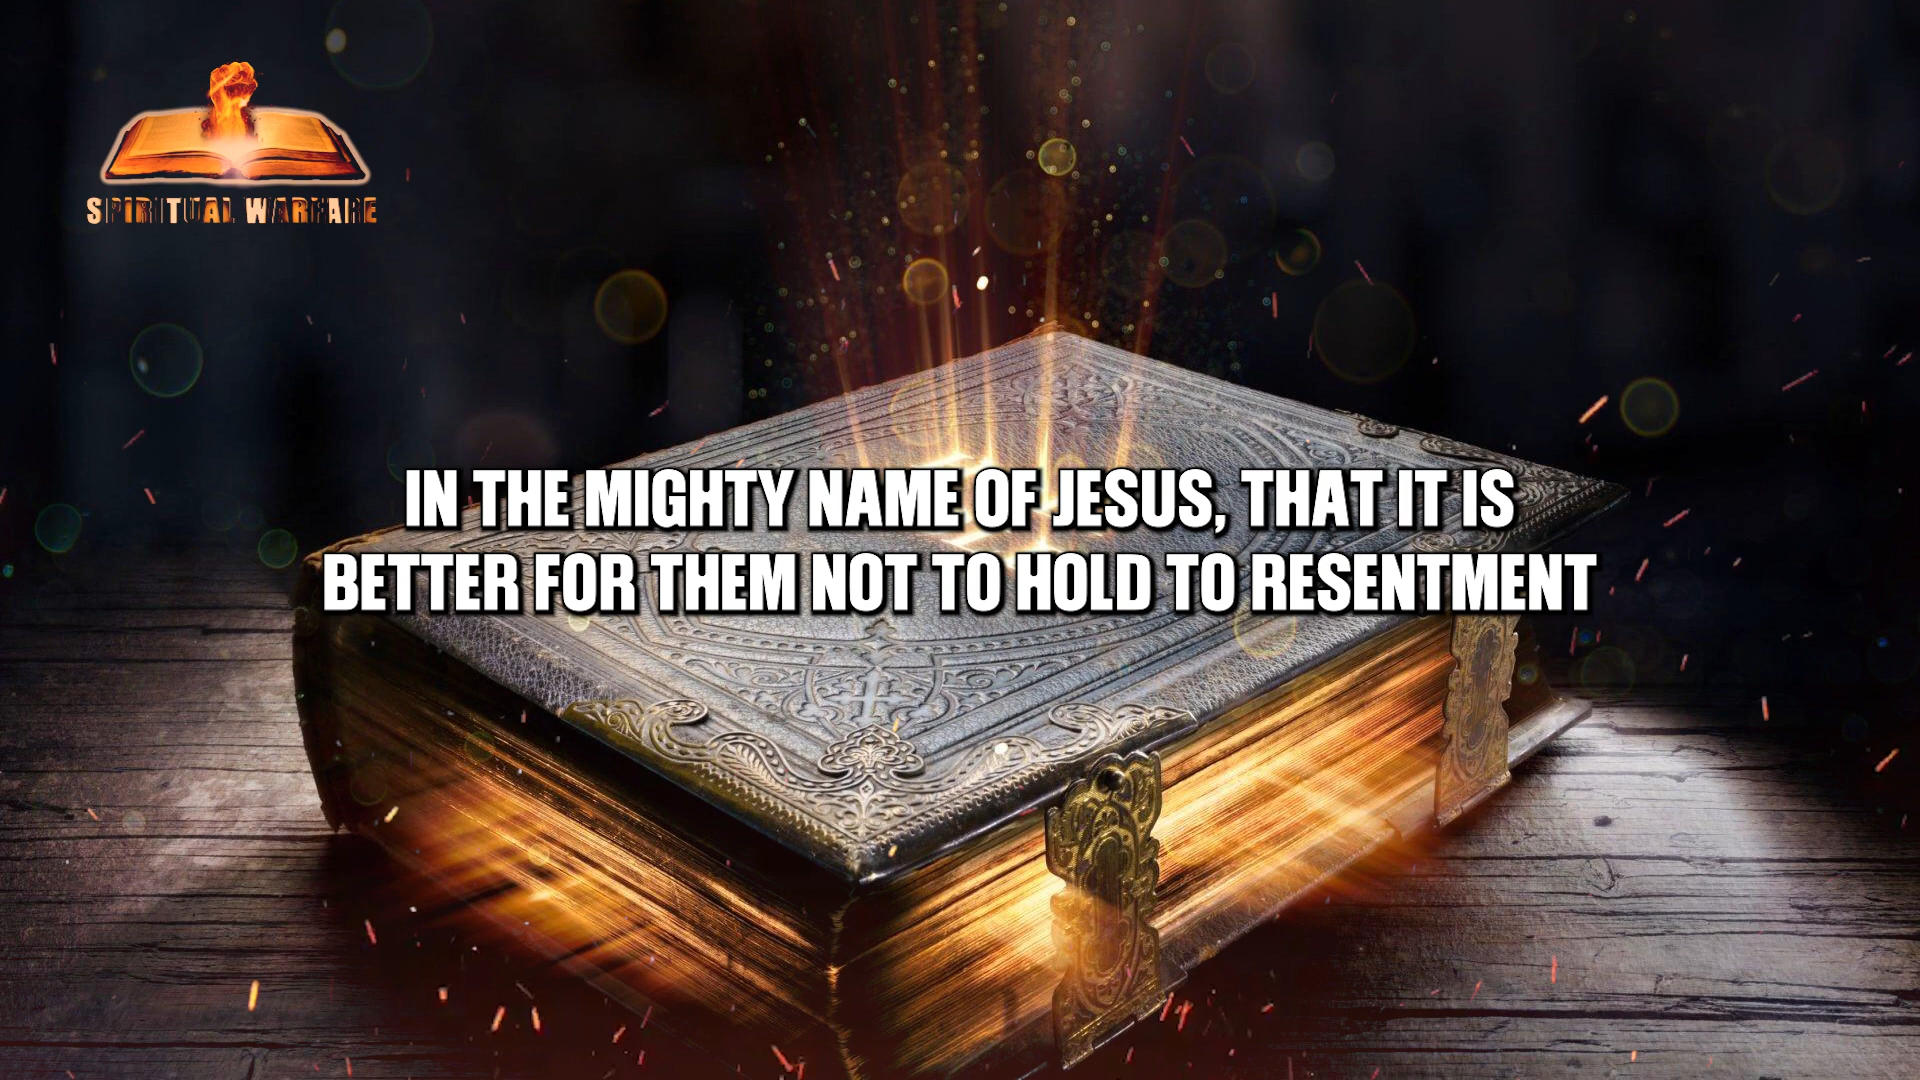 SPIRITUAL WARFARE
IN THE MIGHTY NAME OF JESUS, THAT IT IS
BETTER FOR THEM NOT TO HOLD TO RESENTMENT